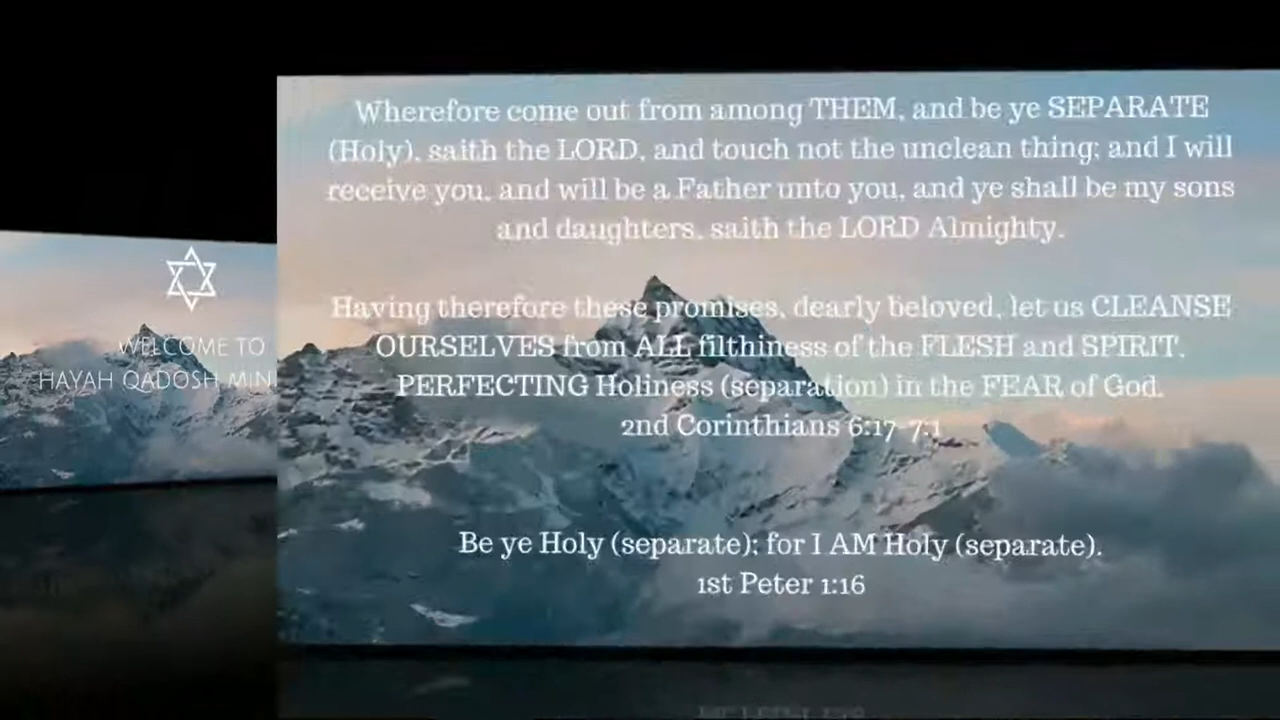 WELCOME TO
HAYAH QADOSH MIN
Wherefore come out from among THEM, and be ye SEPARATE
(Holy), saith the LORD, and touch not the unclean thing; and I will
receive you, and will be a Father unto you, and ye shall be my sons
and daughters, saith the LORD Almighty.
Having therefore these promises, dearly beloved, let us CLEANSE
OURSELVES from ALL filthiness of the FLESH and SPIRIT,
PERFECTING Holiness (separation) in the FEAR of God.
2nd Corinthians 6:17-7:1
Be ye Holy (separate); for I AM Holy (separate).
1st Peter 1:16